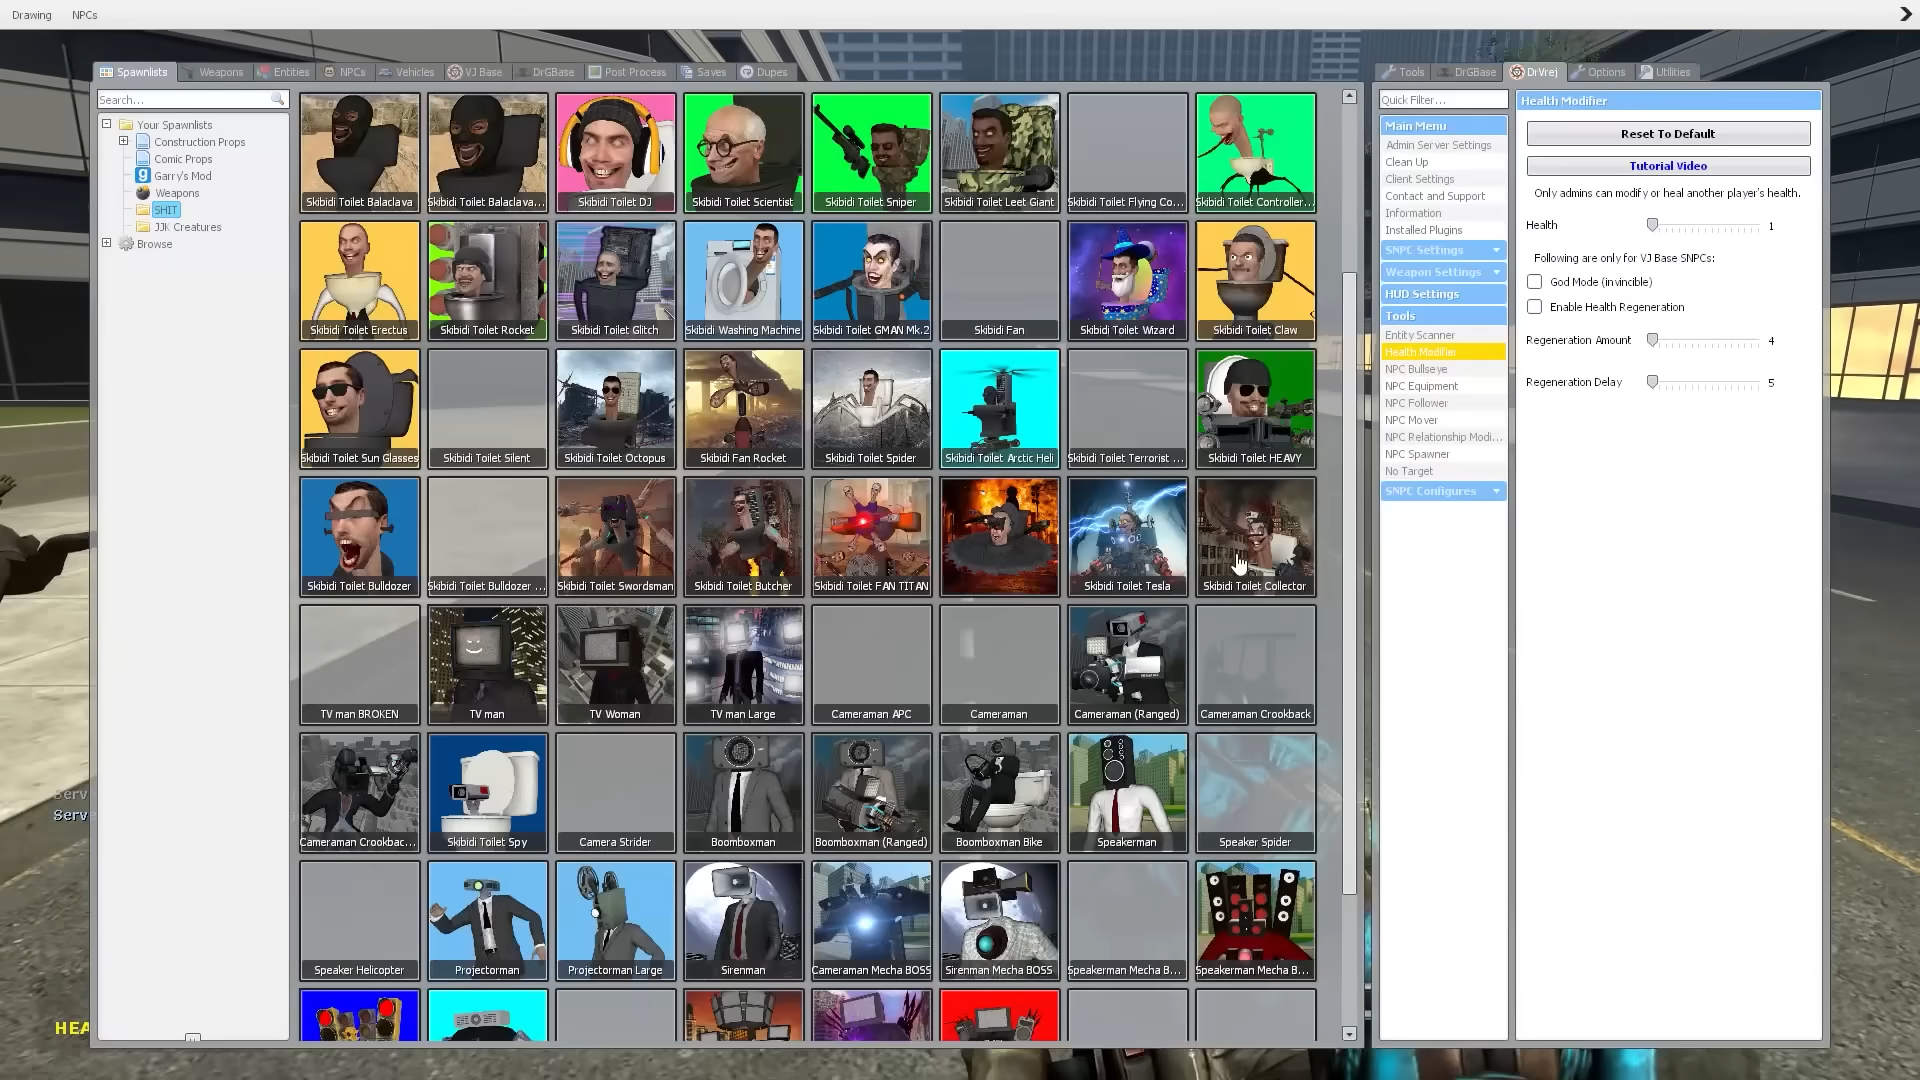 Drawing NPCs
Spawnlists Weapons Entities NPCs Vehicles VJ Base DrGBase Post Process Saves Dupes
Tools DrGBase DrVrej Options Utilities
Search...
Your Spawnlists
Construction Props
Comic Props
Garry's Mod
Weapons
SHIT
JJK Creatures
Browse
Skibidi Toilet Balaclava
Skibidi Toilet Balaclava...
Skibidi Toilet DJ
Skibidi Toilet Scientist
Skibidi Toilet Sniper
Skibidi Toilet Leet Giant
Skibidi Toilet Flying Co...
Skibidi Toilet Controller...
Skibidi Toilet Erectus
Skibidi Toilet Rocket
Skibidi Toilet Glitch
Skibidi Washing Machine
Skibidi Toilet GMAN Mk.2
Skibidi Fan
Skibidi Toilet Wizard
Skibidi Toilet Claw
Skibidi Toilet Sun Glasses
Skibidi Toilet Silent
Skibidi Toilet Octopus
Skibidi Fan Rocket
Skibidi Toilet Spider
Skibidi Toilet Arctic Heli
Skibidi Toilet Terrorist ...
Skibidi Toilet HEAVY
Skibidi Toilet Bulldozer
Skibidi Toilet Bulldozer ...
Skibidi Toilet Swordsman
Skibidi Toilet Butcher
Skibidi Toilet FAN TITAN
Skibidi Toilet Tesla
Skibidi Toilet Collector
TV man BROKEN
TV man
TV Woman
TV man Large
Cameraman APC
Cameraman
Cameraman (Ranged)
Cameraman Crookback
Cameraman Crookbac...
Skibidi Toilet Spy
Camera Strider
Boomboxman
Boomboxman (Ranged)
Boomboxman Bike
Speakerman
Speaker Spider
Speaker Helicopter
Projectorman
Projectorman Large
Sirenman
Cameraman Mecha BOSS
Sirenman Mecha BOSS
Speakerman Mecha B...
Speakerman Mecha B...
Serv
Serv
HEA
Quick Filter...
Main Menu
Admin Server Settings
Clean Up
Client Settings
Contact and Support
Information
Installed Plugins
SNPC Settings
Weapon Settings
HUD Settings
Tools
Entity Scanner
Health Modifier
NPC Bullseye
NPC Equipment
NPC Follower
NPC Mover
NPC Relationship Modi...
NPC Spawner
No Target
SNPC Configures
Health Modifier
Reset To Default
Tutorial Video
Only admins can modify or heal another player's health.
Health 1
Following are only for VJ Base SNPCs:
God Mode (invincible)
Enable Health Regeneration
Regeneration Amount 4
Regeneration Delay 5